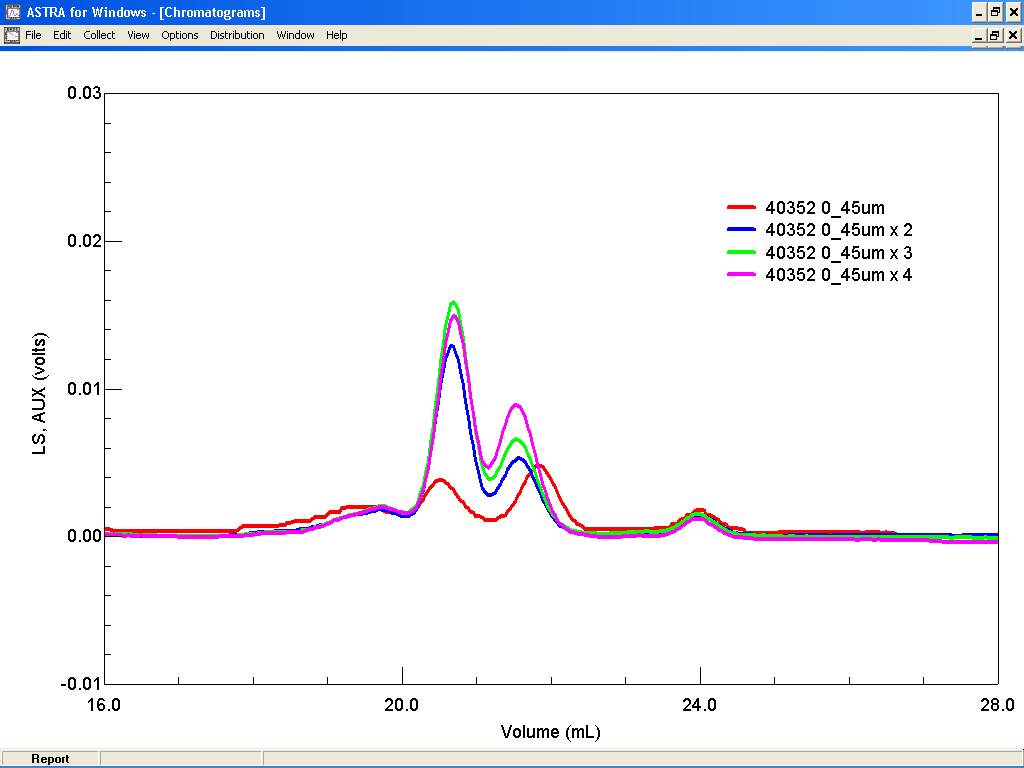 ASTRA for Windows - [Chromatograms]
File Edit Collect View Options Distribution Window Help
0.03
0.02
0.01
0.00
-0.01
LS, AUX (volts)
40352 0_45um
40352 0_45um x 2
40352 0_45um x 3
40352 0_45um x 4
16.0 20.0 24.0 28.0
Volume (mL)
Report